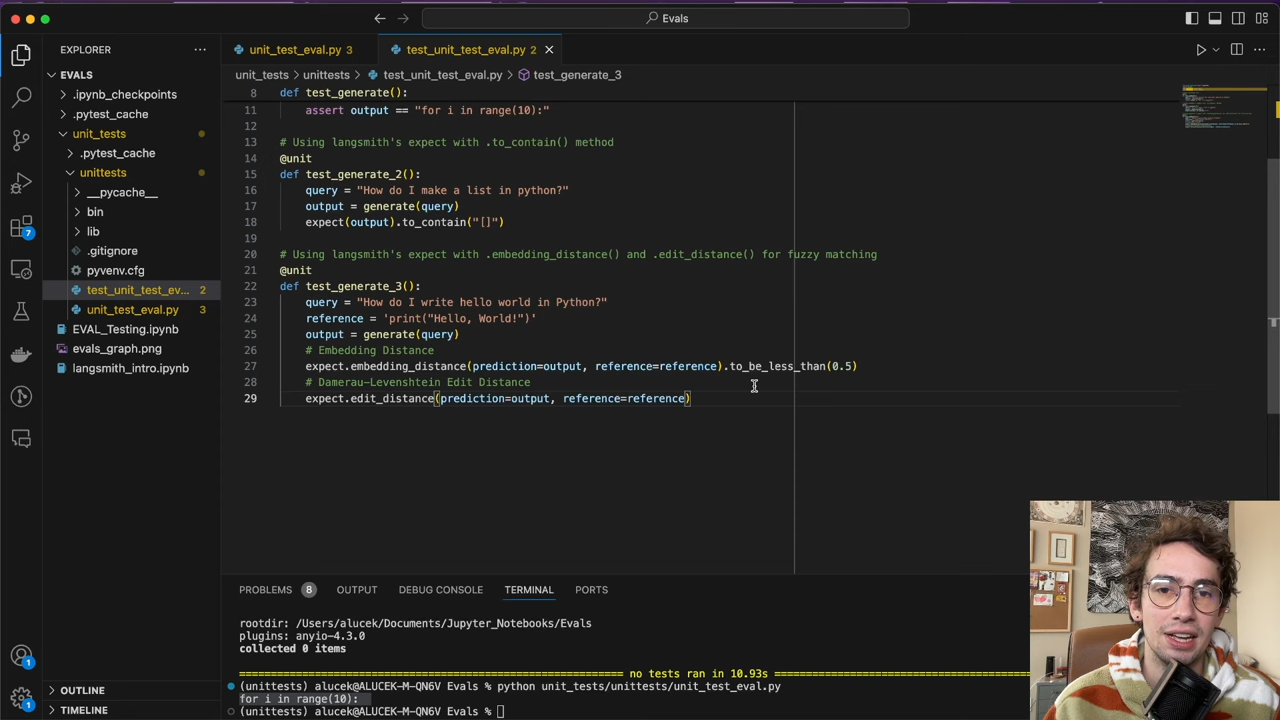 Evals
EXPLORER
unit_test_eval.py 3
test_unit_test_eval.py 2
unit_tests > unittests > test_unit_test_eval.py > test_generate_3
EVALS
.ipynb_checkpoints
.pytest_cache
unit_tests
.pytest_cache
unittests
__pycache__
bin
lib
.gitignore
pyvenv.cfg
test_unit_test_ev... 2
unit_test_eval.py 3
EVAL_Testing.ipynb
evals_graph.png
langsmith_intro.ipynb
OUTLINE
TIMELINE
7
1
1
8 def test_generate():
11 assert output == "for i in range(10):"
12
13 # Using langsmith's expect with .to_contain() method
14 @unit
15 def test_generate_2():
16 query = "How do I make a list in python?"
17 output = generate(query)
18 expect(output).to_contain("[]")
19
20 # Using langsmith's expect with .embedding_distance() and .edit_distance() for fuzzy matching
21 @unit
22 def test_generate_3():
23 query = "How do I write hello world in Python?"
24 reference = 'print("Hello, World!")'
25 output = generate(query)
26 # Embedding Distance
27 expect.embedding_distance(prediction=output, reference=reference).to_be_less_than(0.5)
28 # Damerau-Levenshtein Edit Distance
29 expect.edit_distance(prediction=output, reference=reference)
PROBLEMS 8 OUTPUT DEBUG CONSOLE TERMINAL PORTS
rootdir: /Users/alucek/Documents/Jupyter_Notebooks/Evals
plugins: anyio-4.3.0
collected 0 items
no tests ran in 10.93s
(unittests) alucek@ALUCEK-M-QN6V Evals % python unit_tests/unittests/unit_test_eval.py
for i in range(10):
(unittests) alucek@ALUCEK-M-QN6V Evals %